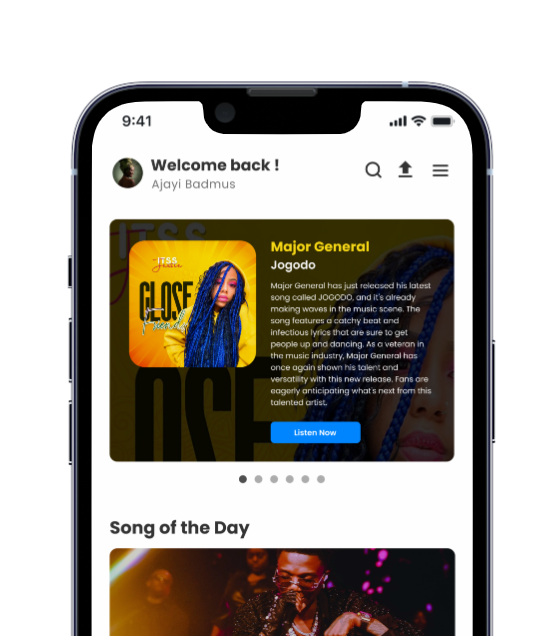 9:41
Welcome back !
Ajayi Badmus
ITSS
Jessie
CLOSE
Friends
Major General
Jogodo
Major General has just released his latest
song called JOGODO, and it's already
making waves in the music scene. The
song features a catchy beat and
infectious lyrics that are sure to get
people up and dancing. As a veteran in
the music industry, Major General has
once again shown his talent and
versatility with this new release. Fans are
eagerly anticipating what's next from this
talented artist.
Listen Now
Song of the Day